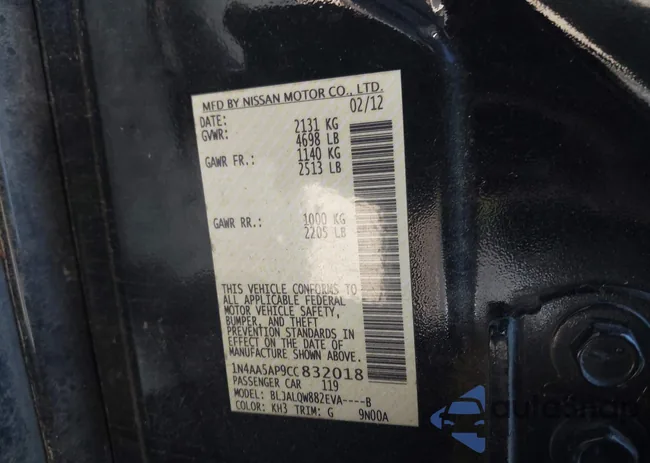 MFD BY NISSAN MOTOR CO., LTD.
DATE: 02/12
GVWR: 2131 KG
4698 LB
GAWR FR.: 1140 KG
2513 LB
GAWR RR.: 1000 KG
2205 LB
THIS VEHICLE CONFORMS TO
ALL APPLICABLE FEDERAL
MOTOR VEHICLE SAFETY,
BUMPER, AND THEFT
PREVENTION STANDARDS IN
EFFECT ON THE DATE OF
MANUFACTURE SHOWN ABOVE.
1N4AA5AP9CC832018
PASSENGER CAR 119
MODEL: BLJALQW882EVA----B
COLOR: KH3 TRIM: G 9N00A